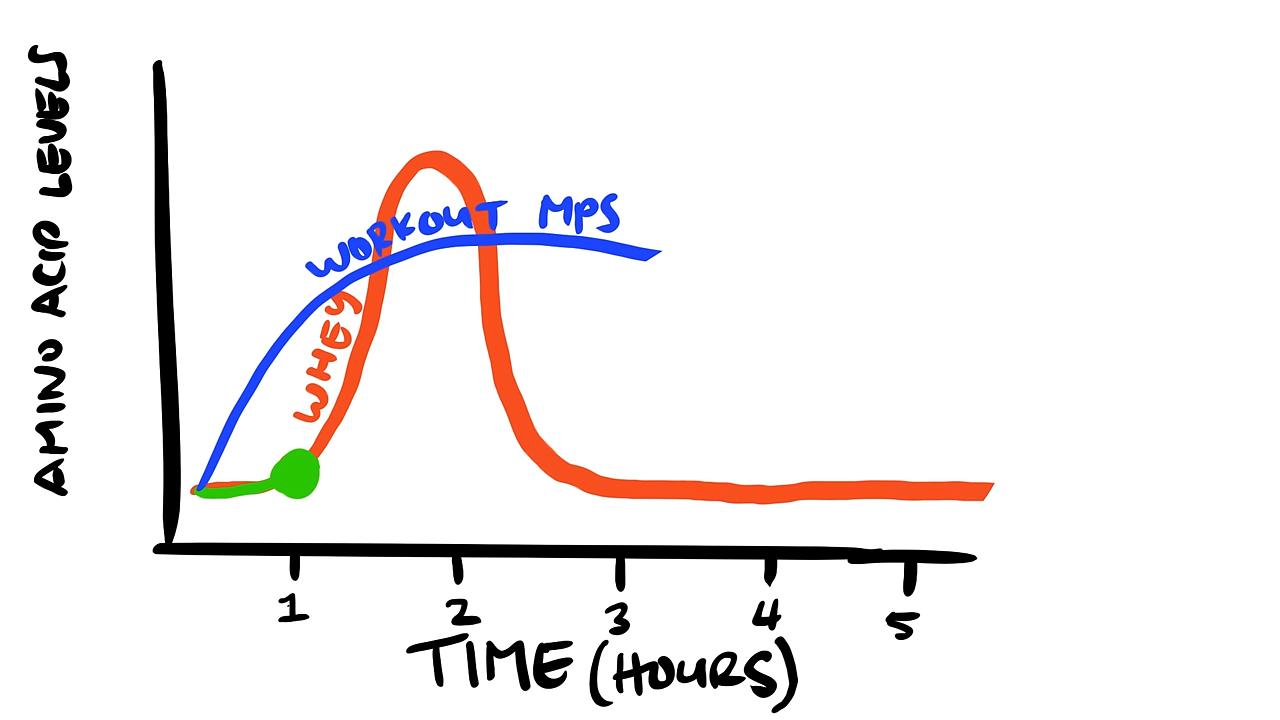 AMINO ACID LEVELS
WORKOUT MPS
WHEY
1 2 3 4 5
TIME (HOURS)